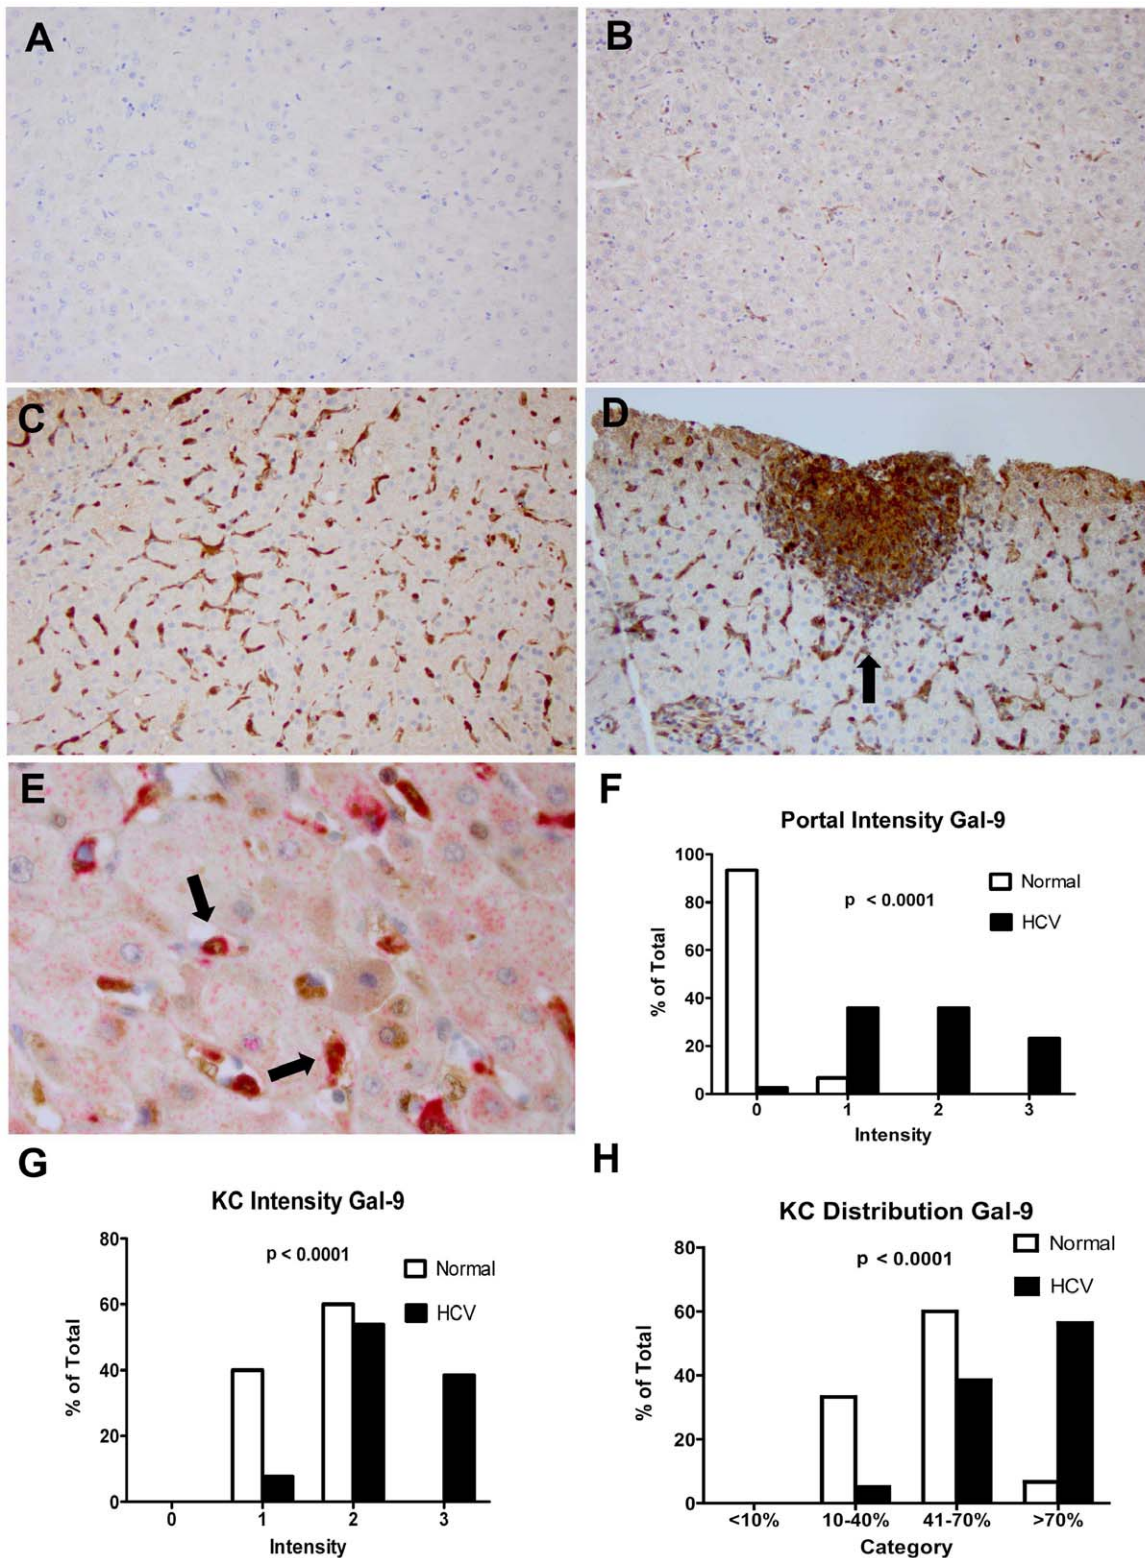 A
B
C
D
E
F
Portal Intensity Gal-9
100
80
60
40
20
0
% of Total
p < 0.0001
Normal
HCV
0 1 2 3
Intensity
G
KC Intensity Gal-9
80
60
40
20
0
% of Total
p < 0.0001
Normal
HCV
0 1 2 3
Intensity
H
KC Distribution Gal-9
80
60
40
20
0
% of Total
p < 0.0001
Normal
HCV
<10% 10-40% 41-70% >70%
Category